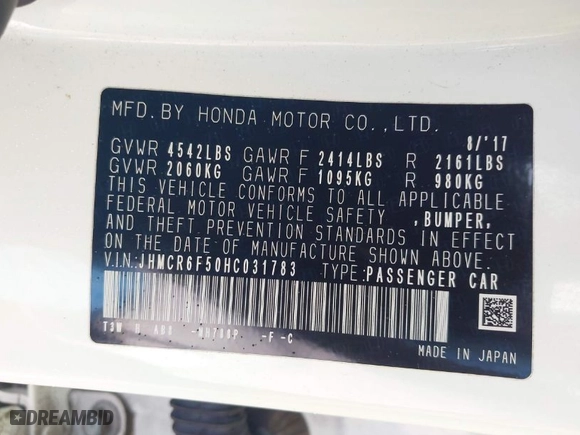 MFD.BY HONDA MOTOR CO.,LTD.
8/'17
GVWR 4542LBS GAWR F 2414LBS R 2161LBS
GVWR 2060KG GAWR F 1095KG R 980KG
THIS VEHICLE CONFORMS TO ALL APPLICABLE
FEDERAL MOTOR VEHICLE SAFETY ,BUMPER,
AND THEFT PREVENTION STANDARDS IN EFFECT
ON THE DATE OF MANUFACTURE SHOWN ABOVE.
V.I.N:JHMCR6F50HC031783 TYPE:PASSENGER CAR
-F -C
MADE IN JAPAN
DREAMBID